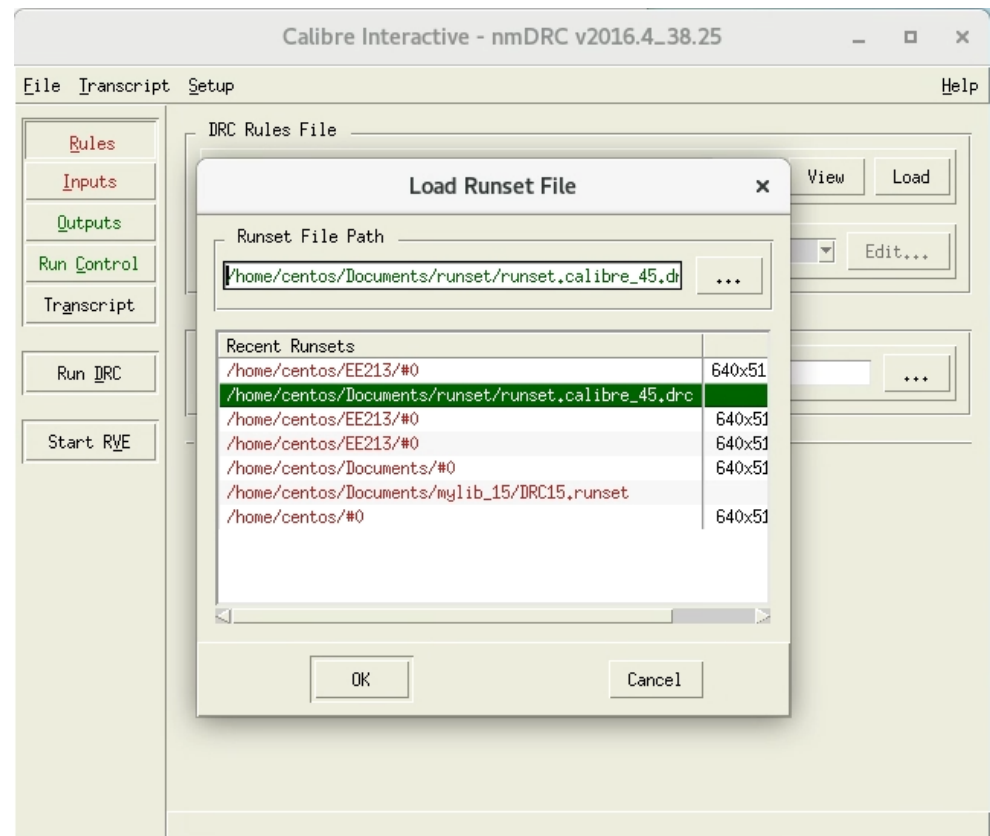 Calibre Interactive - nmDRC v2016.4_38.25
File Transcript Setup Help
Rules
Inputs
Outputs
Run Control
Transcript
Run DRC
Start RVE
DRC Rules File
View Load
Edit...
...
Load Runset File
Runset File Path
/home/centos/Documents/runset/runset.calibre_45.dr
...
Recent Runsets
/home/centos/EE213/#0 640x51
/home/centos/Documents/runset/runset.calibre_45.drc
/home/centos/EE213/#0 640x51
/home/centos/EE213/#0 640x51
/home/centos/Documents/#0 640x51
/home/centos/Documents/mylib_15/DRC15.runset
/home/centos/#0 640x51
OK Cancel